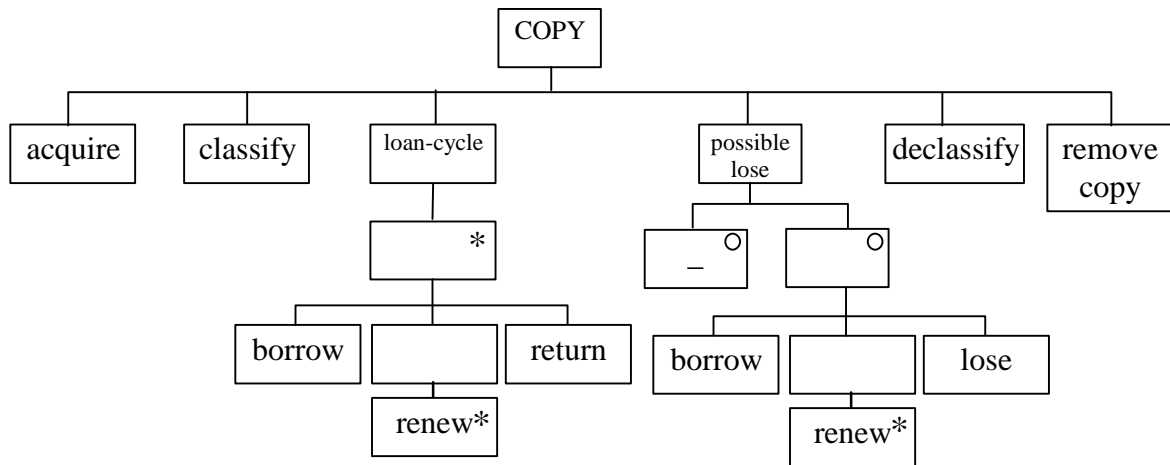 COPY
acquire
classify
loan-cycle
possible
lose
declassify
remove
copy
*
–
borrow
return
borrow
lose
renew*
renew*